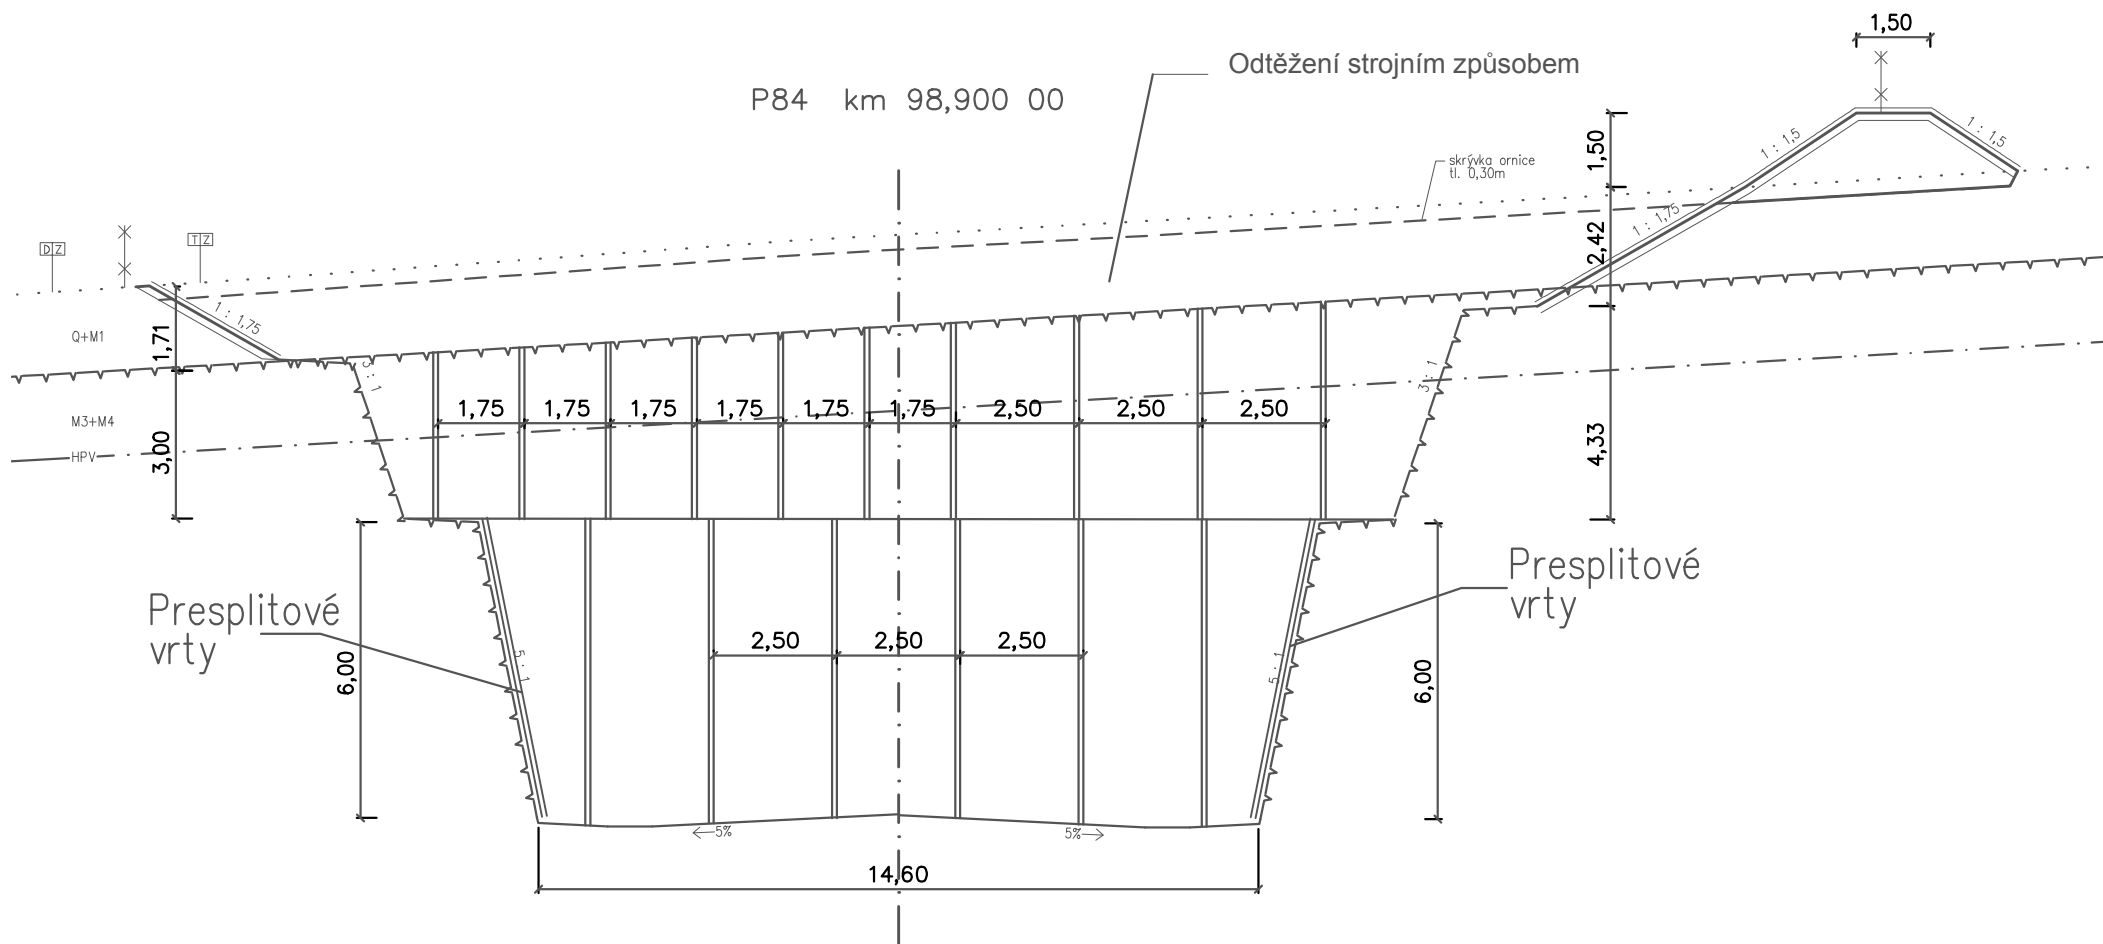 1,50
Odtěžení strojním způsobem
P84 km 98,900 00
1 : 1,5
1 : 1,5
1,50
skrývka ornice
tl. 0,30m
1 : 1,75
2,42
DZ
TZ
1 : 1,75
Q+M1
1,71
3 : 1
3 : 1
1,75 1,75 1,75 1,75 1,75 1,75 2,50 2,50 2,50
M3+M4
3,00
HPV
4,33
Presplitové
vrty
Presplitové
vrty
2,50 2,50 2,50
5 : 1
5 : 1
6,00
6,00
5%
5%
14,60